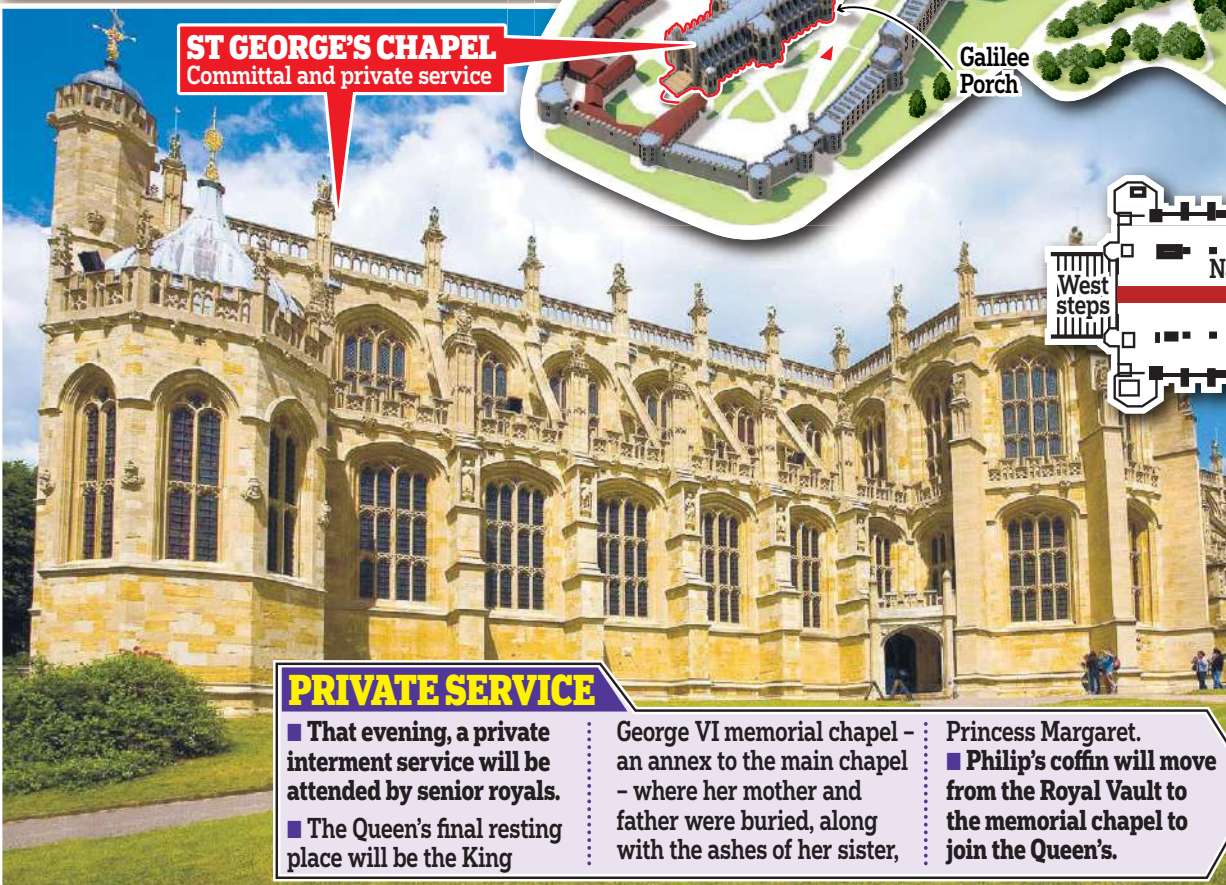 ST GEORGE'S CHAPEL
Committal and private service
Galilee
Porch
West
steps
PRIVATE SERVICE
■ That evening, a private
interment service will be
attended by senior royals.
■ The Queen's final resting
place will be the King
George VI memorial chapel –
an annex to the main chapel
– where her mother and
father were buried, along
with the ashes of her sister,
Princess Margaret.
■ Philip's coffin will move
from the Royal Vault to
the memorial chapel to
join the Queen's.